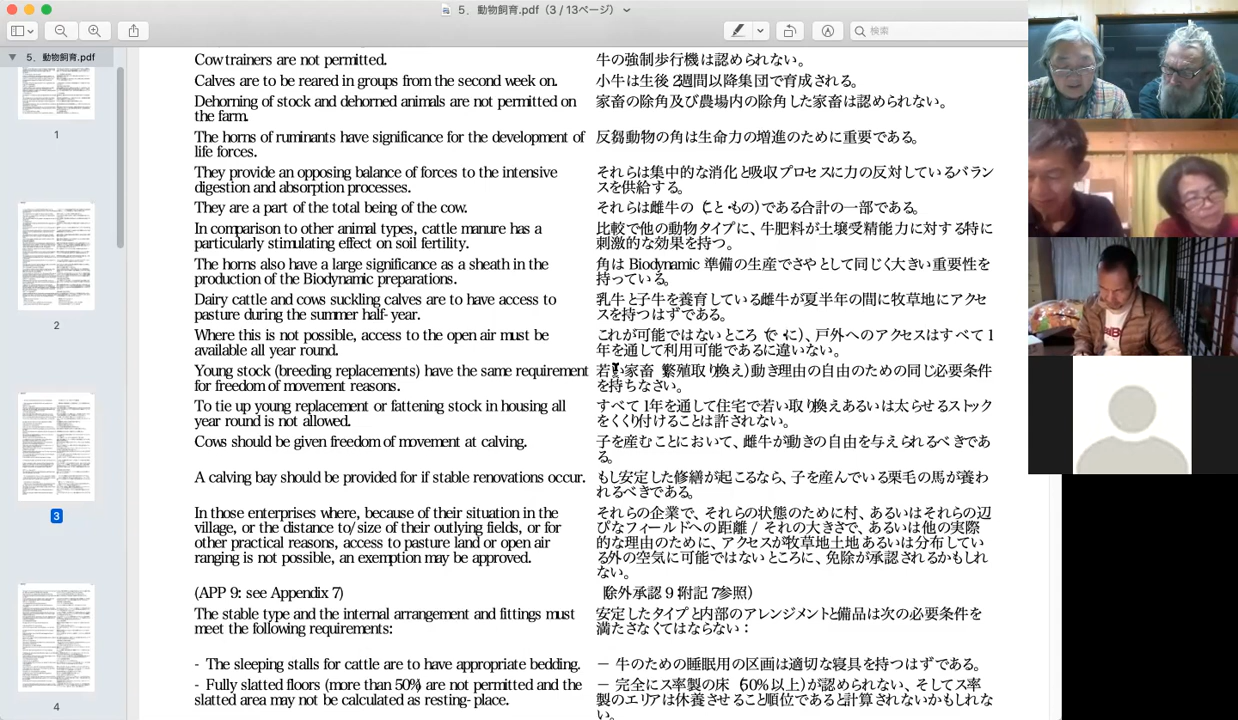 5．動物飼育.pdf（3 / 13ページ）
検索
5．動物飼育.pdf
1
2
3
4
Cow trainers are not permitted.
Calves are to be reared in groups from the second week on.
Dehorning of stock, and dehorned animals are not permitted on
the farm.
The horns of ruminants have significance for the development of
life forces.
They provide an opposing balance of forces to the intensive
digestion and absorption processes.
They are a part of the total being of the cow.
In comparison to other animal types, cattle manure has a
particularly stimulating effect on soil fertility.
The horns also have a large significance as a sheath in the
making of the Biodynamic preparations.
Dairy cattle and cows suckling calves are to have access to
pasture during the summer half- year.
Where this is not possible, access to the open air must be
available all year round.
Young stock (breeding replacements) have the same requirement
for freedom of movement reasons.
To tie up young replacement or fattening stock in housing all
year round is not allowed.
Cows should be given freedom of movement at calving.
A calving bay should be provided for if stable renovations occur.
In those enterprises where, because of their situation in the
village, or the distance to/ size of their outlying fields, or for
other practical reasons, access to pasture land or open air
ranging is not possible, an exemption may be approved.
(APP 9: see Appendix 7)
The stable type and internal arrangement and fittings must
meet the following requirements:
- The sleeping stalls for cattle are to have appropriate bedding.
- Fully slatted floors (more than 50%) are not permitted and the
slatted area may not be calculated as resting- place.
牛の強制歩行機は認められない。
小牛は生後 2週間以降集団で育成される。
家畜の除角及び農場内の除角した家畜は認められない。
反芻動物の角は生命力の増進のために重要である。
それらは集中的な消化と吸収プロセスに力の反対しているバラン
スを供給する。
それらは雌牛の（こと・もの）である合計の一部である。
比較で他の動物タイプに、牛肥料が土壌受精能力に対する特に
刺激的な効果を持つ。
角は Biodynamic 準備の製造でさやとして同じく大きい重要性を
持っている。
乳牛と子牛を養育している雌牛が夏半年の間に牧草地にアクセ
スを持つはずである。
これが可能ではないところ（で・に）、戸外へのアクセスはすべて 1
年を通して利用可能であるに違いない。
若い家畜（繁殖取り換え）動き理由の自由のための同じ必要条件
を持ちなさい。
すべて 1年を通して住宅で若い取り換えあるいは太らせるストック
をくくり付けることは許されない。
子を産むことにおいて、雌牛が動きの自由を与えられるべきであ
る。
もし安定した修繕が起こるなら、子を産んでいる栗毛の馬が養わ
れるべきである。
それらの企業で、それらの状態のために村、あるいはそれらの辺
ぴなフィールドへの距離 / それの大きさで、あるいは他の実際
的な理由のために、アクセスが牧草地土地あるいは分布してい
る外の空気に可能ではないところに、免除が承認されるかもしれ
ない。
（除外承認 9 附記 7参照）
安定したタイプと内部のアレンジメントと備品は次の必要条件を
満たさなくてはならない：
－ 牛のための睡眠用の天国は適切な寝具を持つはずである。
－ 完全にス率製の床（60%以上）が認められない、そしてス率
製のエリアは休養させること順位であると計算されないかもしれな
い。